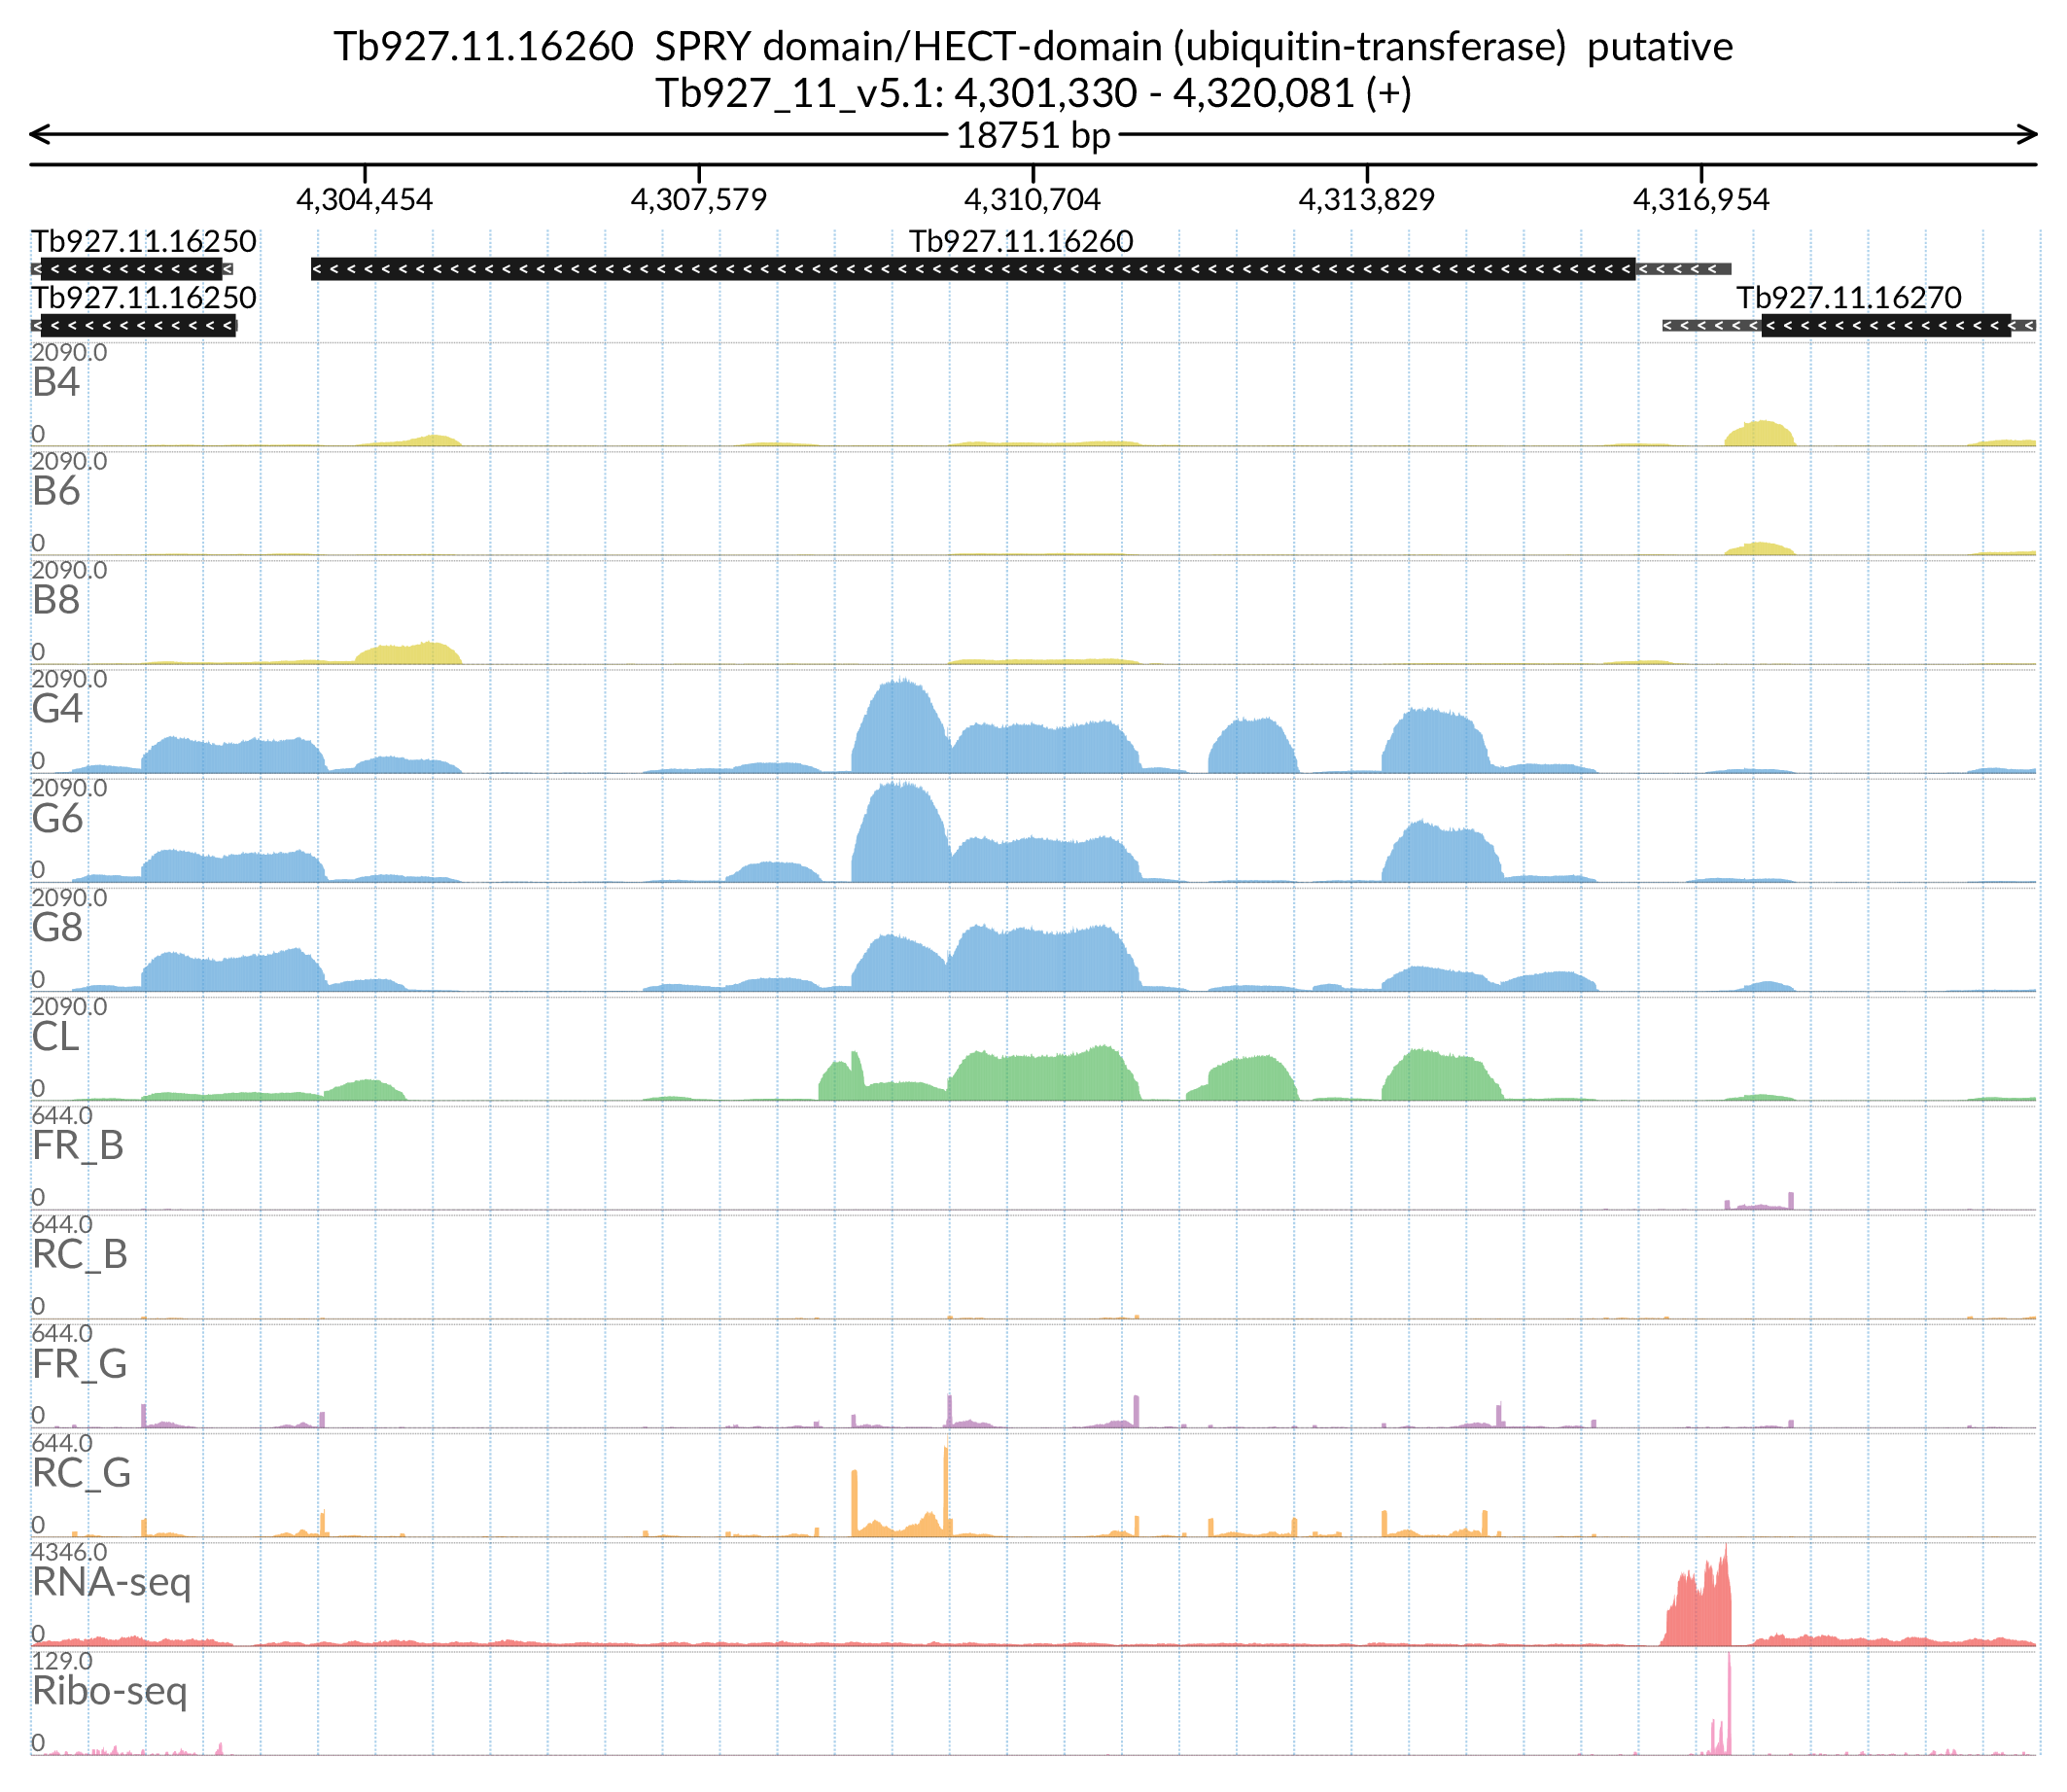 Tb927.11.16260 SPRY domain/HECT-domain (ubiquitin-transferase) putative
Tb927_11_v5.1: 4,301,330 - 4,320,081 (+)
18751 bp
4,304,454 4,307,579 4,310,704 4,313,829 4,316,954
Tb927.11.16250 Tb927.11.16260
Tb927.11.16250 Tb927.11.16270
2090.0
B4
0
2090.0
B6
0
2090.0
B8
0
2090.0
G4
0
2090.0
G6
0
2090.0
G8
0
2090.0
CL
0
644.0
FR_B
0
644.0
RC_B
0
644.0
FR_G
0
644.0
RC_G
0
4346.0
RNA-seq
0
129.0
Ribo-seq
0